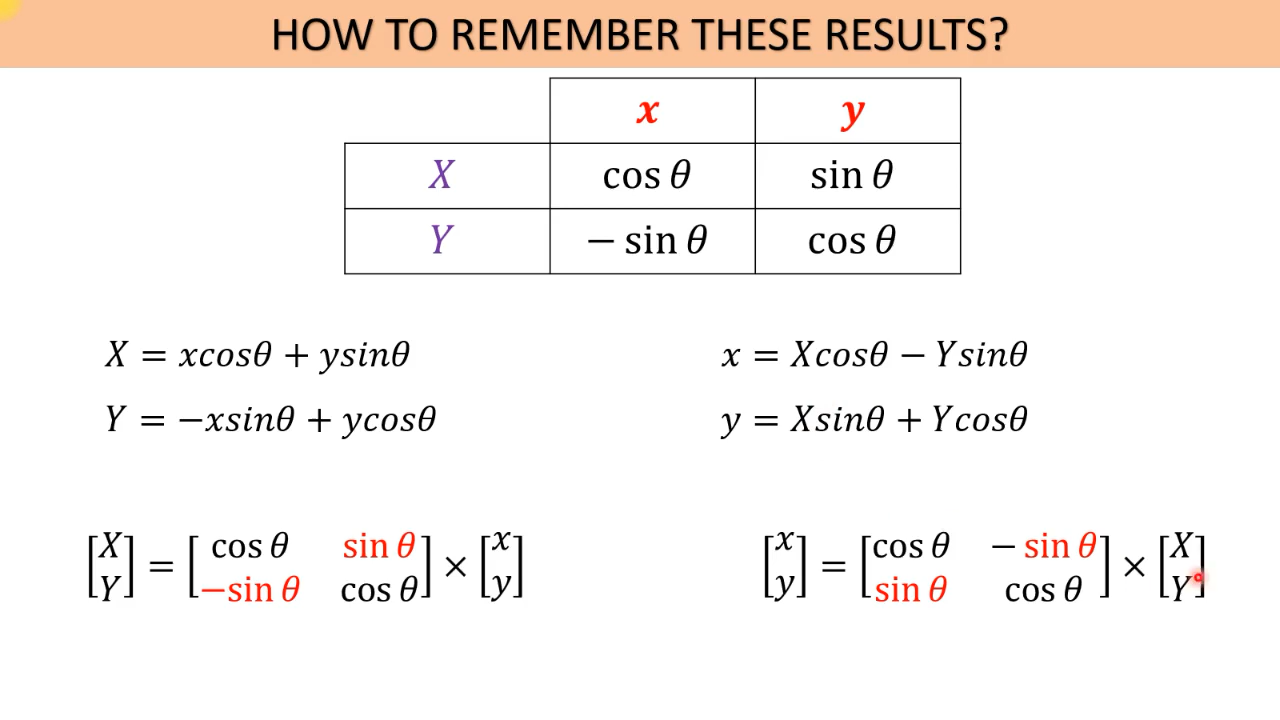 HOW TO REMEMBER THESE RESULTS?
x y
X cos θ sin θ
Y − sin θ cos θ
X = xcosθ + ysinθ
x = Xcosθ − Ysinθ
Y = −xsinθ + ycosθ
y = Xsinθ + Ycosθ
[X Y] = [cos θ sin θ −sin θ cos θ] × [x y]
[x y] = [cos θ − sin θ sin θ cos θ] × [X Y]